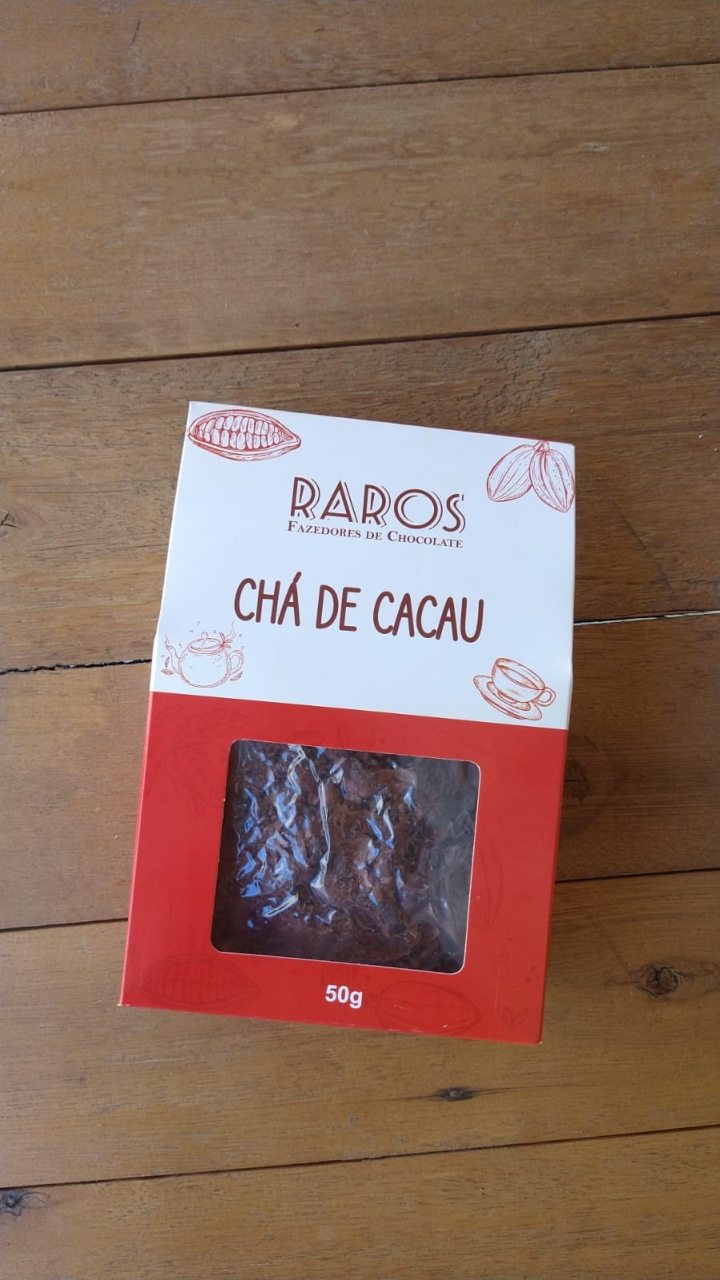 RAROS
FAZEDORES DE CHOCOLATE
CHÁ DE CACAU
50g